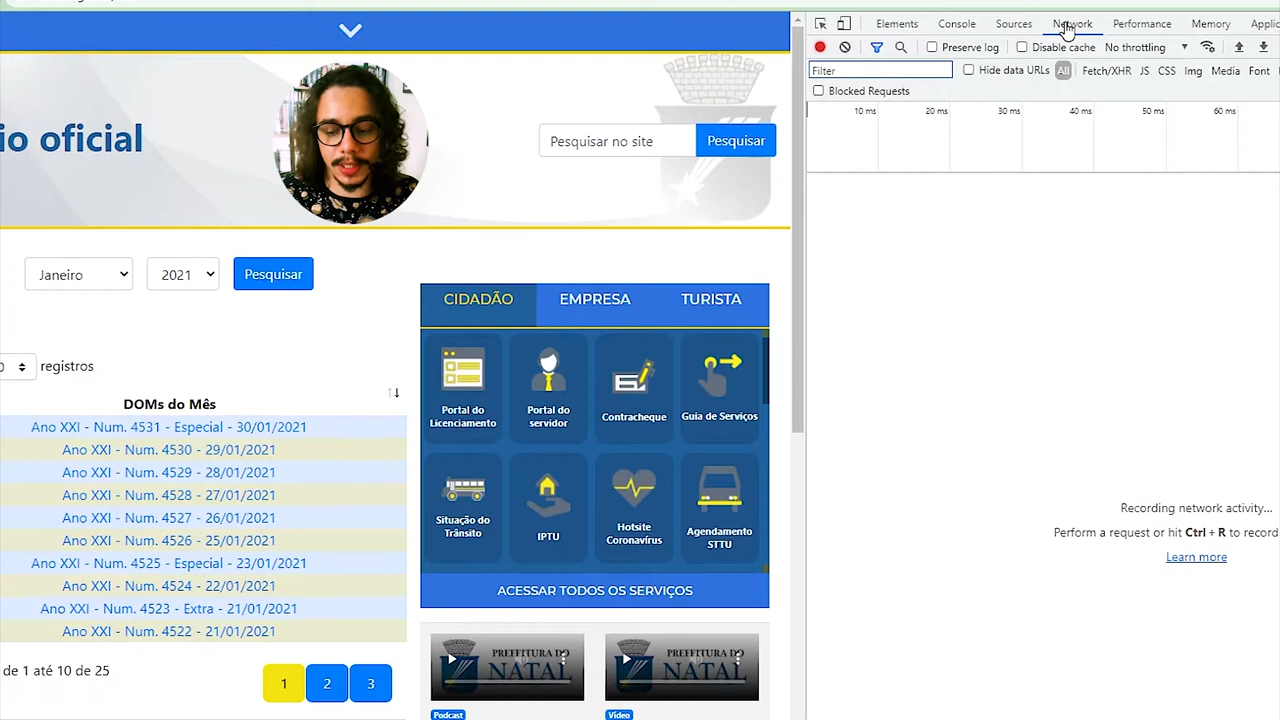 Elements Console Sources Network Performance Memory Applic
Preserve log Disable cache No throttling
Filter Hide data URLs All Fetch/XHR JS CSS Img Media Font
Blocked Requests
10 ms 20 ms 30 ms 40 ms 50 ms 60 ms
io oficial
Pesquisar no site Pesquisar
Janeiro 2021 Pesquisar
CIDADÃO EMPRESA TURISTA
0 registros
Portal do
Licenciamento
Portal do
servidor
Contracheque
Guia de Serviços
DOMs do Mês
Ano XXI - Num. 4531 - Especial - 30/01/2021
Ano XXI - Num. 4530 - 29/01/2021
Ano XXI - Num. 4529 - 28/01/2021
Ano XXI - Num. 4528 - 27/01/2021
Ano XXI - Num. 4527 - 26/01/2021
Ano XXI - Num. 4526 - 25/01/2021
Ano XXI - Num. 4525 - Especial - 23/01/2021
Ano XXI - Num. 4524 - 22/01/2021
Ano XXI - Num. 4523 - Extra - 21/01/2021
Ano XXI - Num. 4522 - 21/01/2021
Situação do
Trânsito
IPTU
Hotsite
Coronavírus
Agendamento
STTU
ACESSAR TODOS OS SERVIÇOS
de 1 até 10 de 25
1 2 3
PREFEITURA DO
NATAL
PREFEITURA DO
NATAL
Podcast Vídeo
Recording network activity...
Perform a request or hit Ctrl + R to record
Learn more